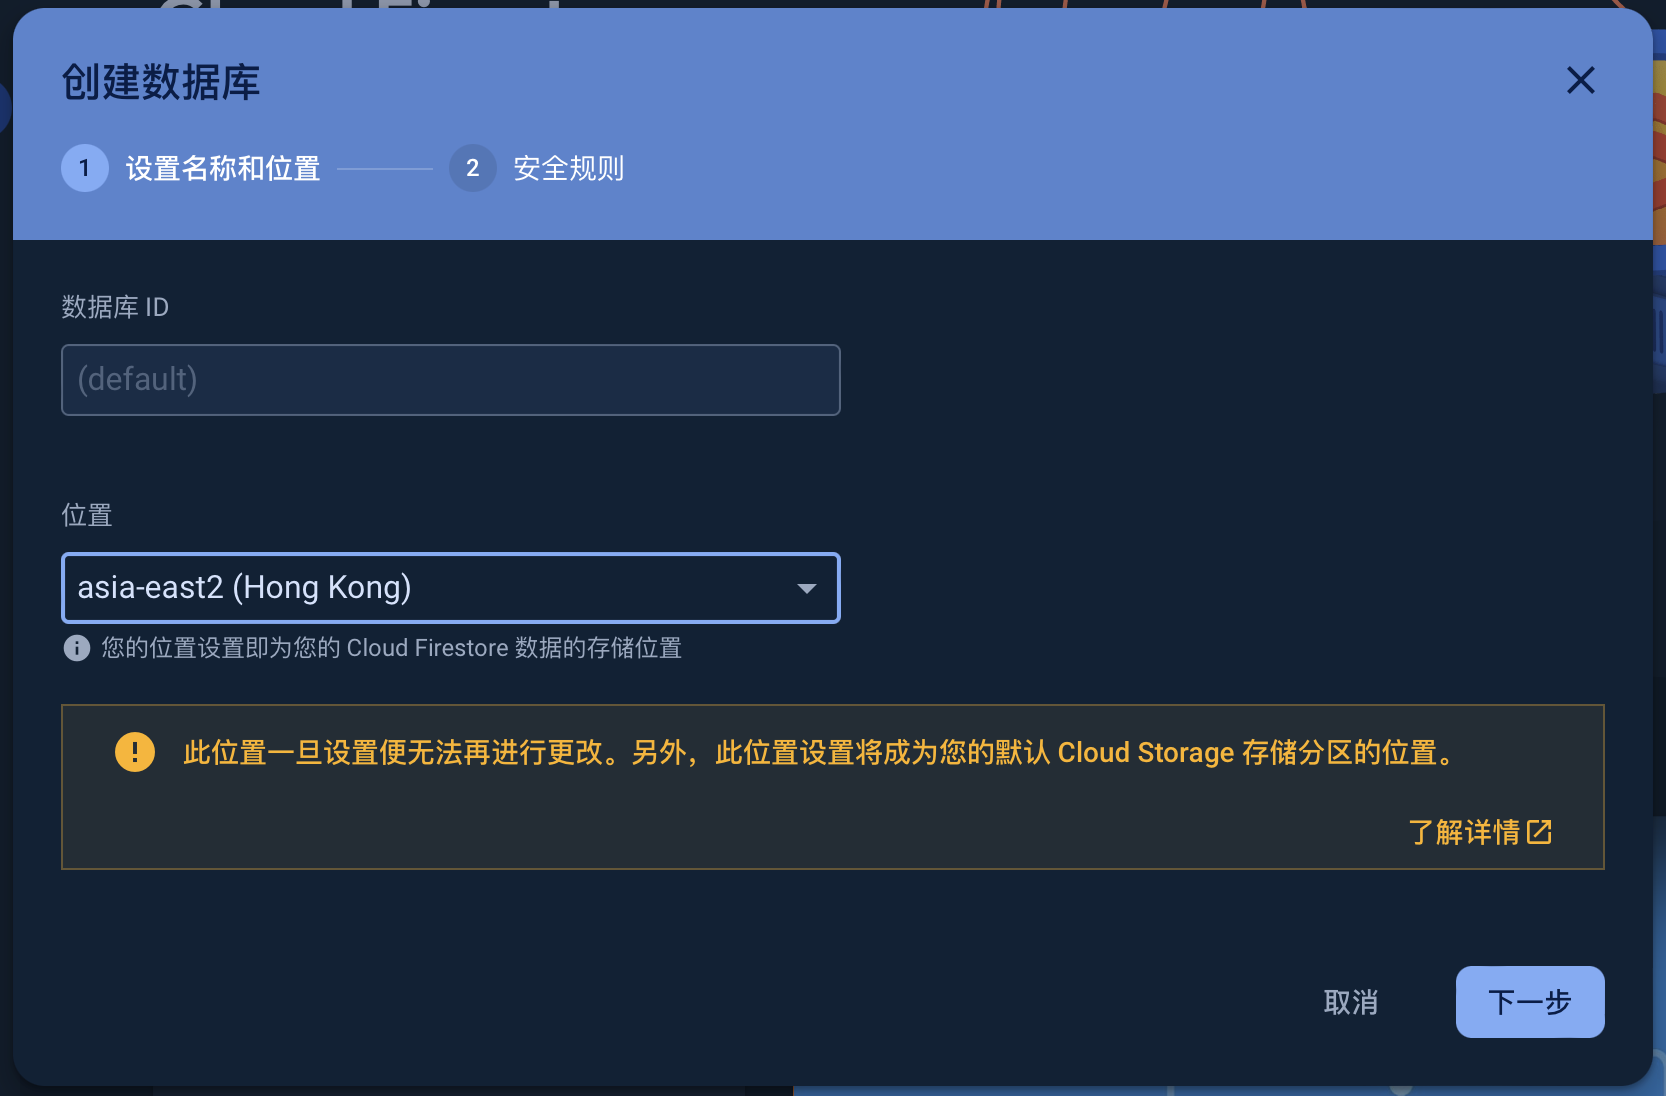 创建数据库
1 设置名称和位置 2 安全规则
数据库 ID
(default)
位置
asia-east2 (Hong Kong)
您的位置设置即为您的 Cloud Firestore 数据的存储位置
此位置一旦设置便无法再进行更改。另外，此位置设置将成为您的默认 Cloud Storage 存储分区的位置。
了解详情
取消 下一步